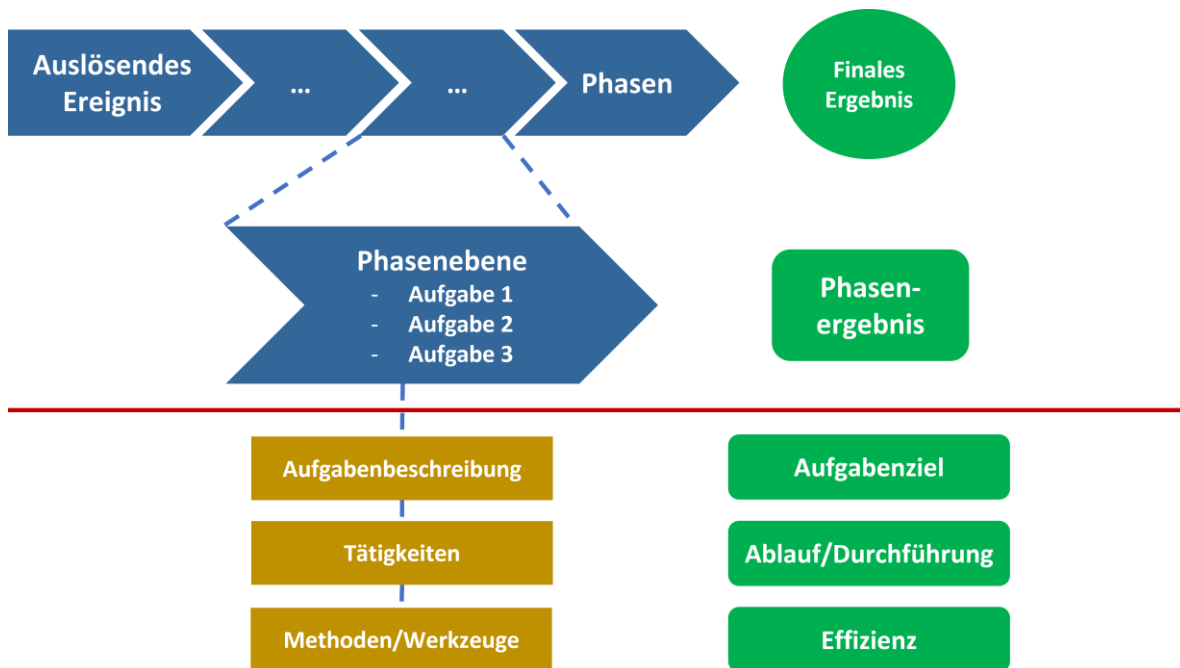 Auslösendes
Ereignis
...
...
Phasen
Finales
Ergebnis
Phasenebene
- Aufgabe 1
- Aufgabe 2
- Aufgabe 3
Phasen-
ergebnis
Aufgabenbeschreibung
Aufgabenziel
Tätigkeiten
Ablauf/Durchführung
Methoden/Werkzeuge
Effizienz